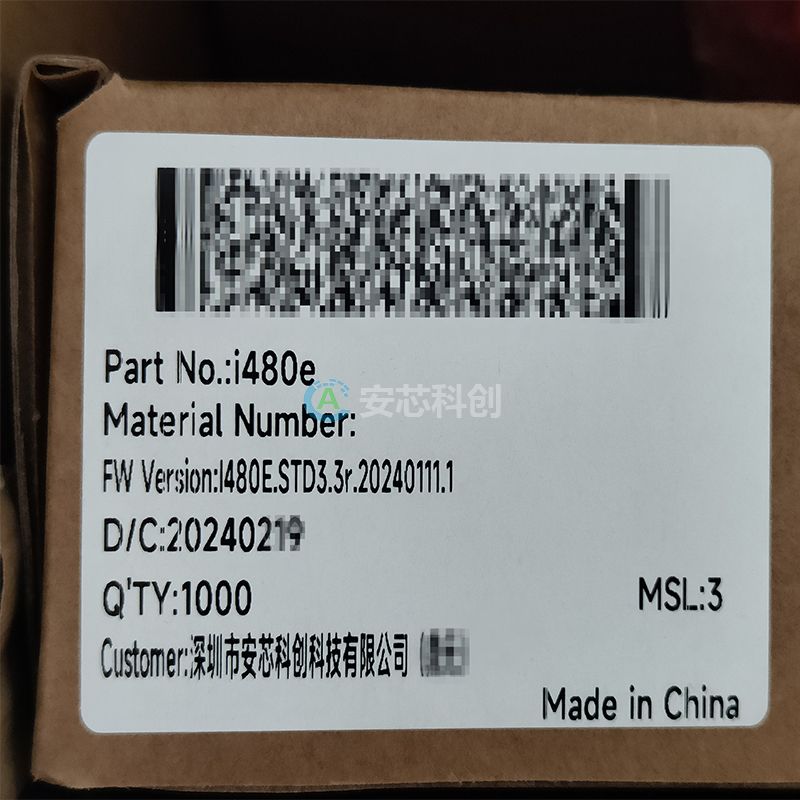 Part No.:i480e
Material Number:
安芯科创
FW Version:I480E.STD3.3r.20240111.1
D/C:20240219
Q'TY:1000
MSL:3
Customer:深圳市安芯科创科技有限公司
Made in China